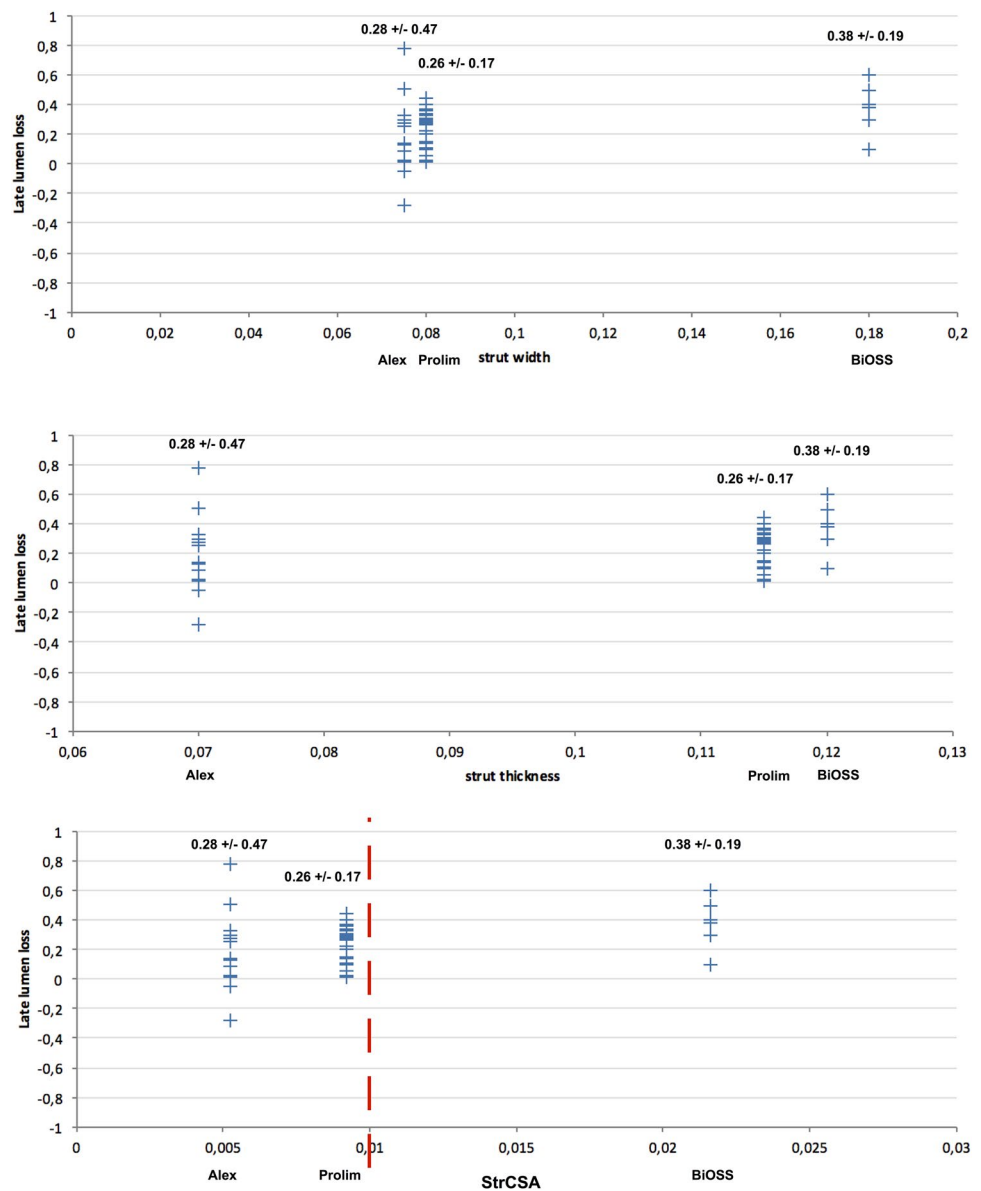 1
0.28 +/- 0.47
0.38 +/- 0.19
0,8
0.26 +/- 0.17
0,6
0,4
0,2
0
-0,2
-0,4
-0,6
-0,8
-1
Late lumen loss
0 0,02 0,04 0,06 0,08 0,1 0,12 0,14 0,16 0,18 0,2
Alex Prolim strut width BiOSS
1
0.28 +/- 0.47
0.38 +/- 0.19
0,8
0.26 +/- 0.17
0,6
0,4
0,2
0
-0,2
-0,4
-0,6
-0,8
-1
Late lumen loss
0,06 0,07 0,08 0,09 0,1 0,11 0,12 0,13
Alex strut thickness Prolim BiOSS
1
0.28 +/- 0.47 0.38 +/- 0.19
0,8
0.26 +/- 0.17
0,6
0,4
0,2
0
-0,2
-0,4
-0,6
-0,8
-1
Late lumen loss
0 0,005 0,01 0,015 0,02 0,025 0,03
Alex Prolim StrCSA BiOSS